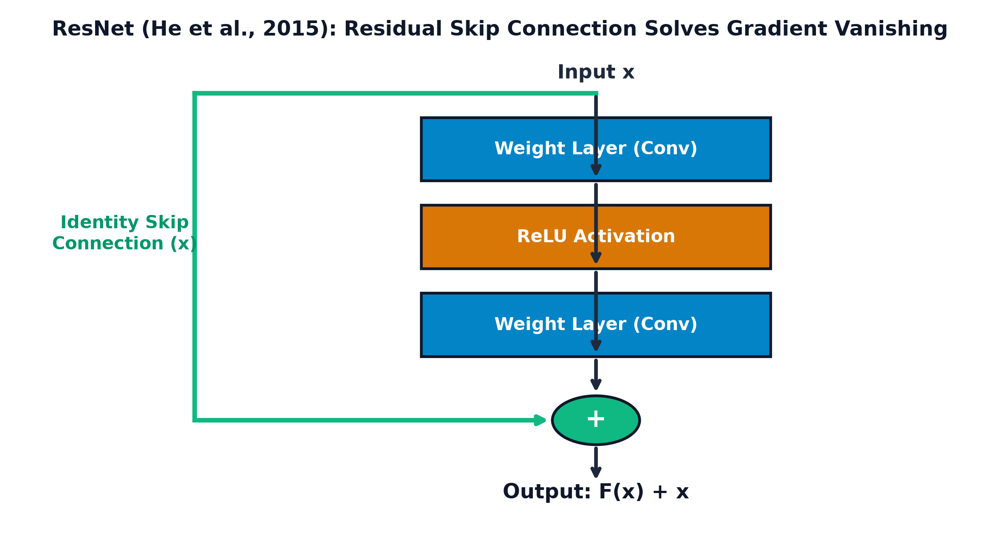 ResNet (He et al., 2015): Residual Skip Connection Solves Gradient Vanishing
Input x
Weight Layer (Conv)
Identity Skip
Connection (x)
ReLU Activation
Weight Layer (Conv)
+
Output: F(x) + x